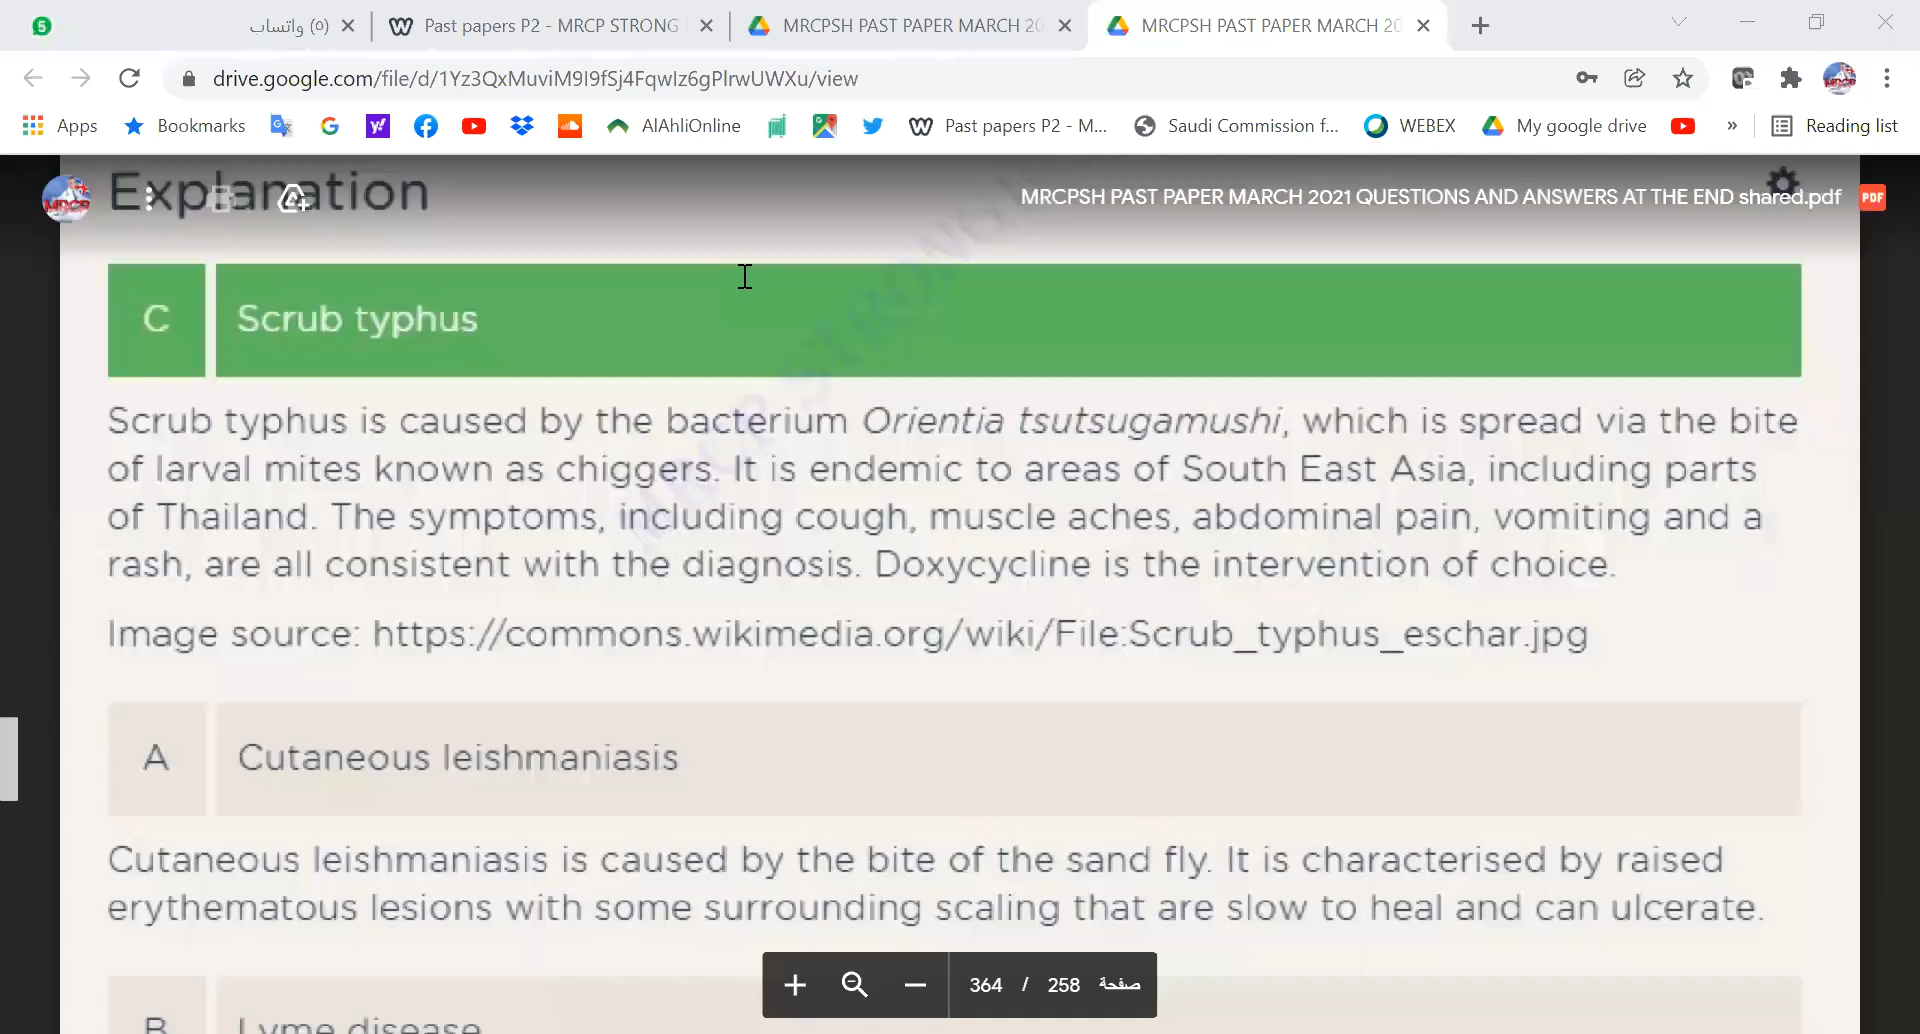 واتساب (٥)
Past papers P2 - MRCP STRONG
MRCPSH PAST PAPER MARCH 20
MRCPSH PAST PAPER MARCH 20
drive.google.com/file/d/1Yz3QxMuviM9I9fSj4FqwIz6gPlrwUWXu/view
Apps
Bookmarks
AlAhliOnline
Past papers P2 - M...
Saudi Commission f...
WEBEX
My google drive
»
Reading list
Explanation
MRCPSH PAST PAPER MARCH 2021 QUESTIONS AND ANSWERS AT THE END shared.pdf
PDF
MRCP STRONG
C
Scrub typhus
Scrub typhus is caused by the bacterium Orientia tsutsugamushi, which is spread via the bite
of larval mites known as chiggers. It is endemic to areas of South East Asia, including parts
of Thailand. The symptoms, including cough, muscle aches, abdominal pain, vomiting and a
rash, are all consistent with the diagnosis. Doxycycline is the intervention of choice.
Image source: https://commons.wikimedia.org/wiki/File:Scrub_typhus_eschar.jpg
A
Cutaneous leishmaniasis
Cutaneous leishmaniasis is caused by the bite of the sand fly. It is characterised by raised
erythematous lesions with some surrounding scaling that are slow to heal and can ulcerate.
B
Lyme disease
364 / 258 صفحة